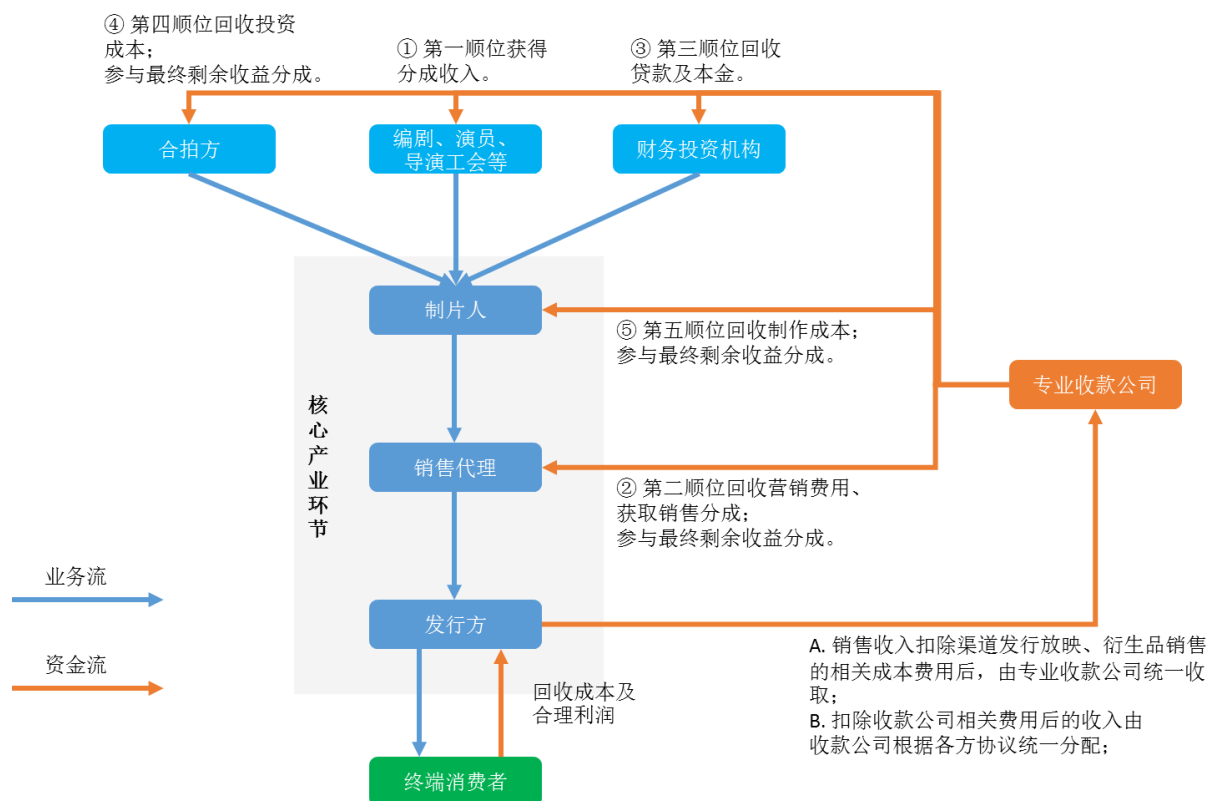 ④ 第四顺位回收投资
成本；
参与最终剩余收益分成。
① 第一顺位获得
分成收入。
③ 第三顺位回收
贷款及本金。
合拍方
编剧、演员、
导演工会等
财务投资机构
制片人
⑤ 第五顺位回收制作成本；
参与最终剩余收益分成。
专业收款公司
核心产业环节
销售代理
② 第二顺位回收营销费用、
获取销售分成；
参与最终剩余收益分成。
业务流
发行方
A. 销售收入扣除渠道发行放映、衍生品销售
的相关成本费用后，由专业收款公司统一收
取；
B. 扣除收款公司相关费用后的收入由
收款公司根据各方协议统一分配；
资金流
回收成本及
合理利润
终端消费者